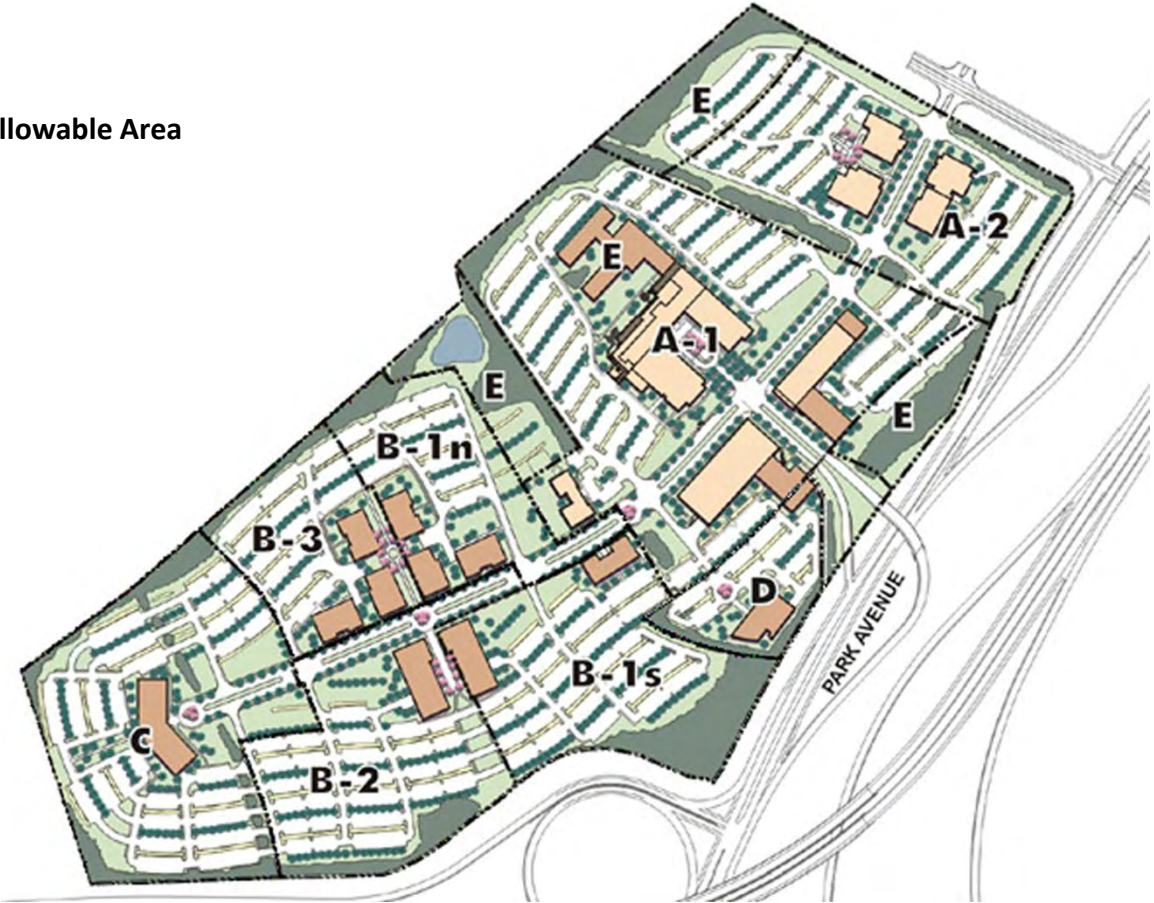 llowable Area
E
A-2
E
A-1
E
E
B-1n
B-3
D
PARK AVENUE
B-1s
C
B-2